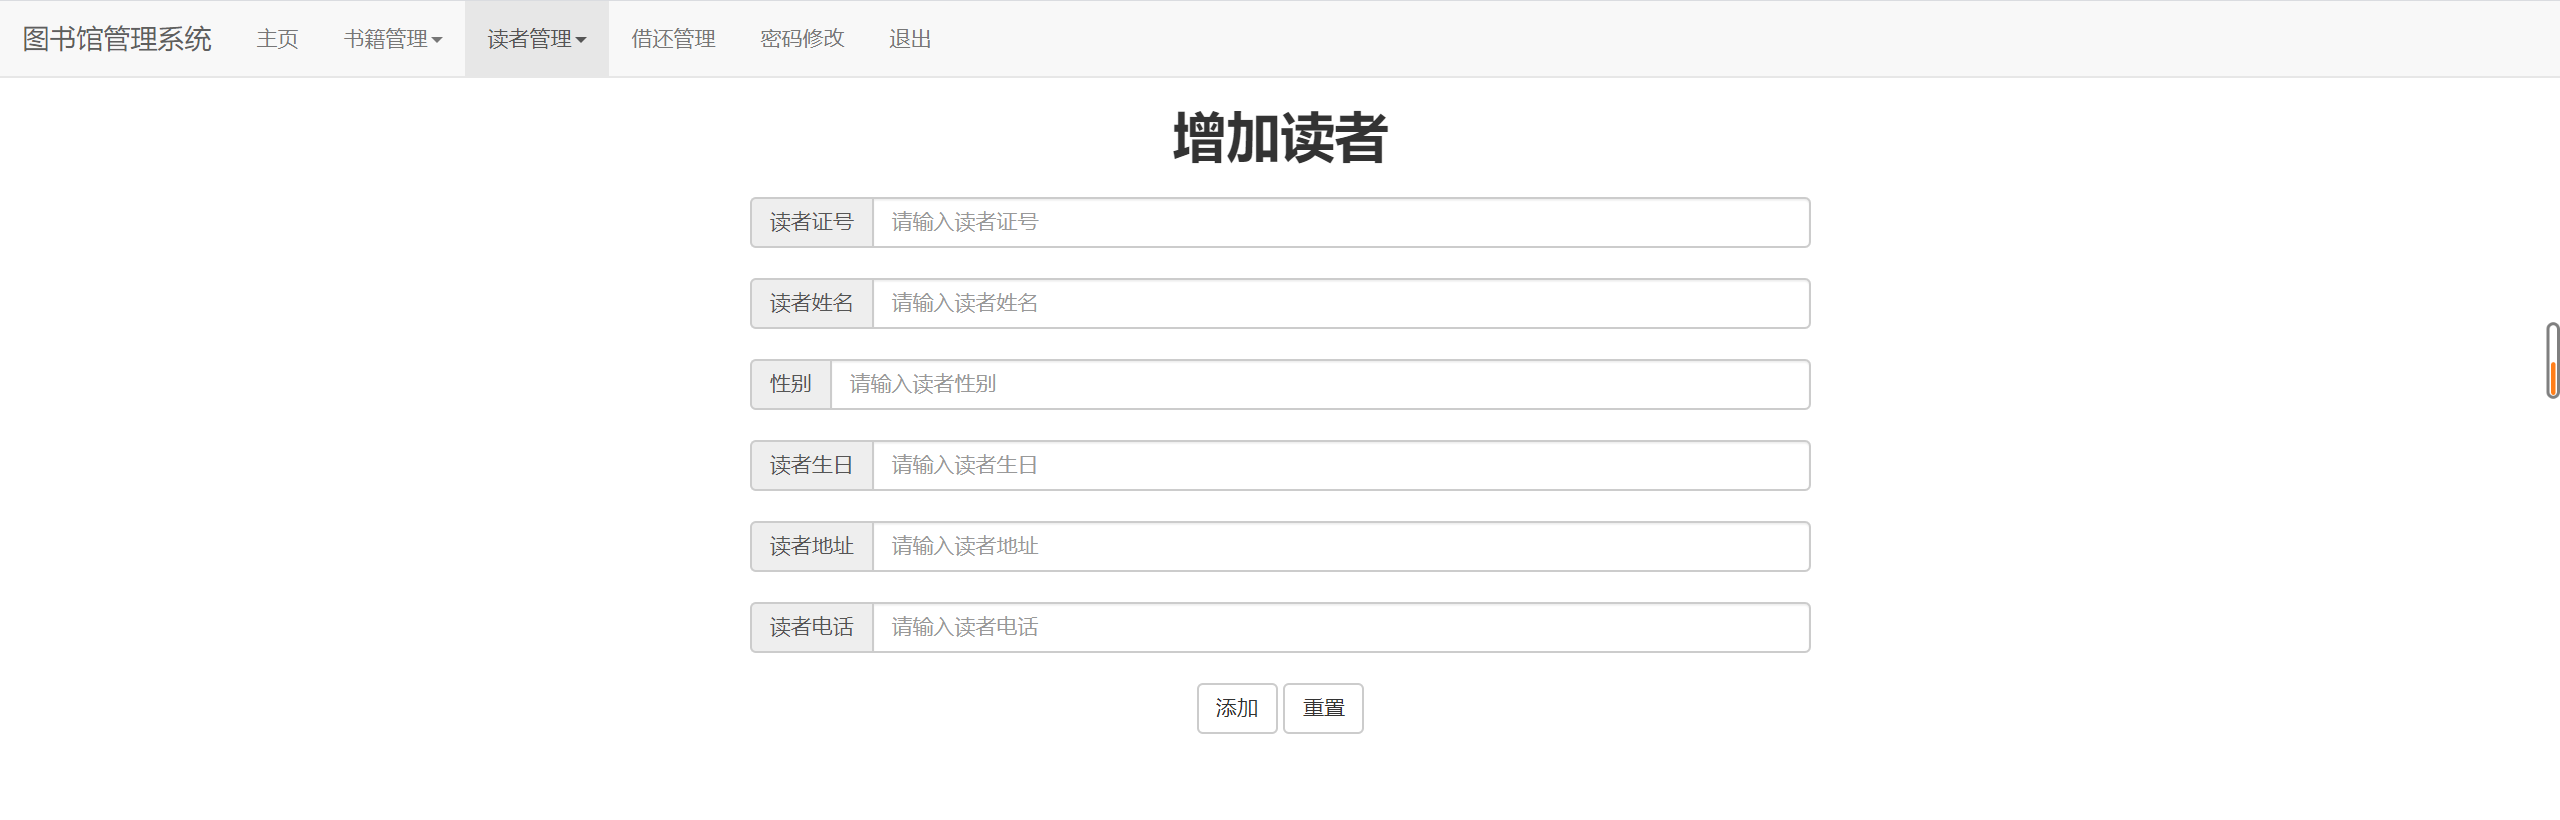 图书馆管理系统 主页 书籍管理 读者管理 借还管理 密码修改 退出
增加读者
读者证号 请输入读者证号
读者姓名 请输入读者姓名
性别 请输入读者性别
读者生日 请输入读者生日
读者地址 请输入读者地址
读者电话 请输入读者电话
添加 重置